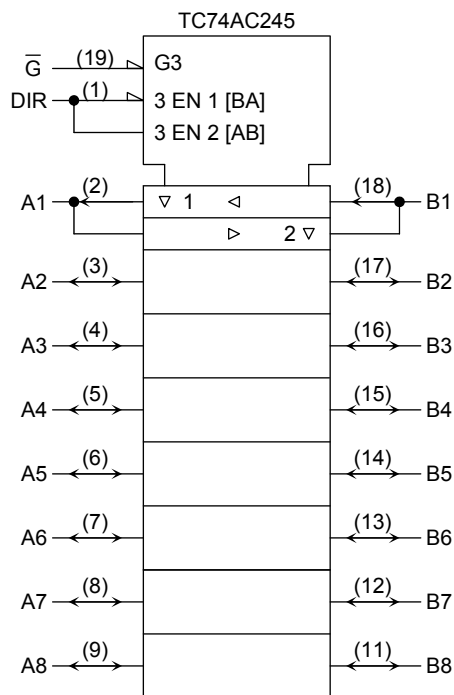 TC74AC245
G̅ (19) G3
DIR (1) 3 EN 1 [BA]
3 EN 2 [AB]
A1 (2) ▽ 1 ◁ (18) B1
▷ 2 ▽
A2 (3) (17) B2
A3 (4) (16) B3
A4 (5) (15) B4
A5 (6) (14) B5
A6 (7) (13) B6
A7 (8) (12) B7
A8 (9) (11) B8